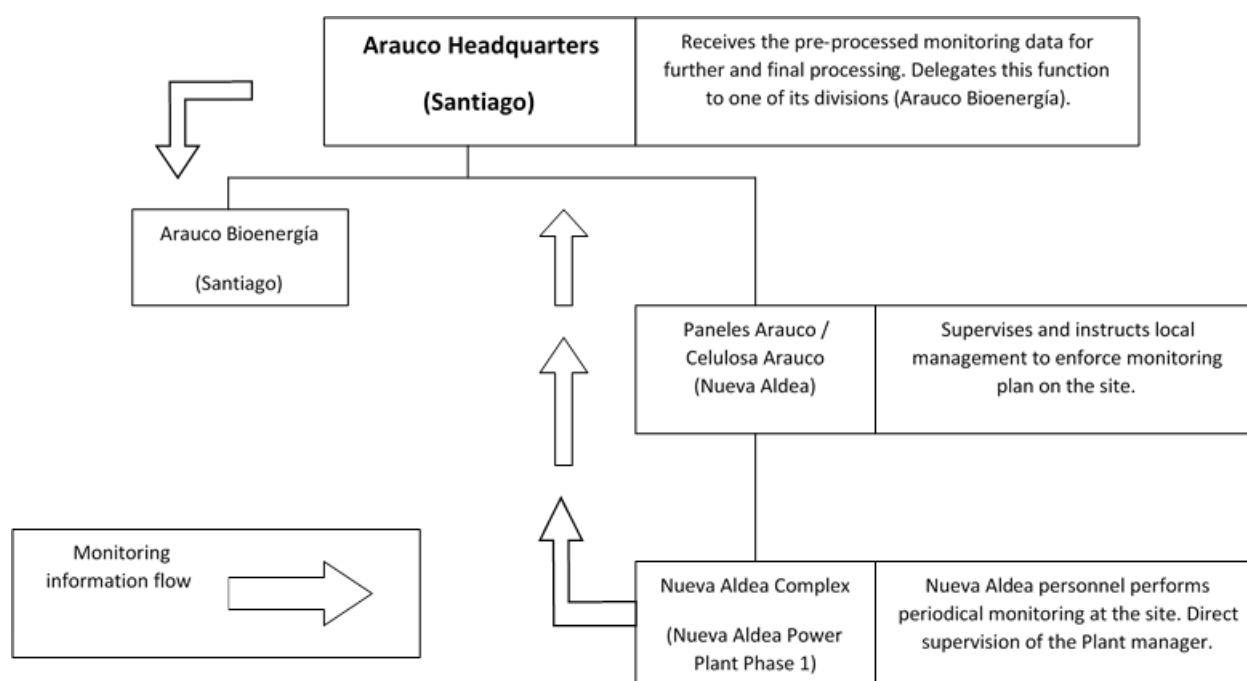 Arauco Headquarters
(Santiago)
Receives the pre-processed monitoring data for
further and final processing. Delegates this function
to one of its divisions (Arauco Bioenergía).
Arauco Bioenergía
(Santiago)
Paneles Arauco /
Celulosa Arauco
(Nueva Aldea)
Supervises and instructs local
management to enforce monitoring
plan on the site.
Monitoring
information flow
Nueva Aldea Complex
(Nueva Aldea Power
Plant Phase 1)
Nueva Aldea personnel performs
periodical monitoring at the site. Direct
supervision of the Plant manager.